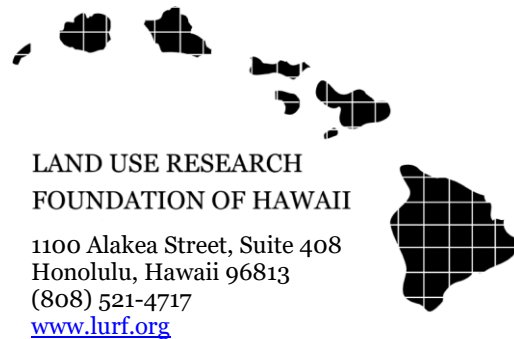 LAND USE RESEARCH
FOUNDATION OF HAWAII
1100 Alakea Street, Suite 408
Honolulu, Hawaii 96813
(808) 521-4717
www.lurf.org